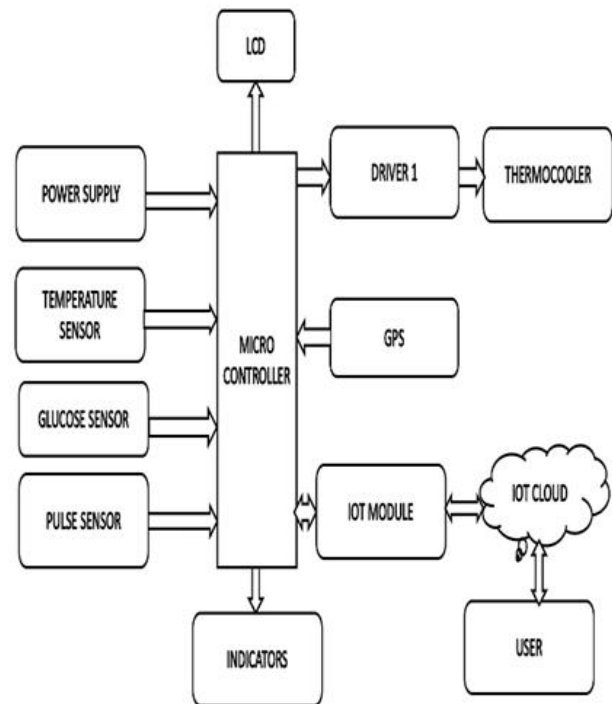 LCD
POWER SUPPLY
DRIVER 1
THERMOCOOLER
TEMPERATURE
SENSOR
MICRO
CONTROLLER
GPS
GLUCOSE SENSOR
PULSE SENSOR
IOT MODULE
IOT CLOUD
INDICATORS
USER